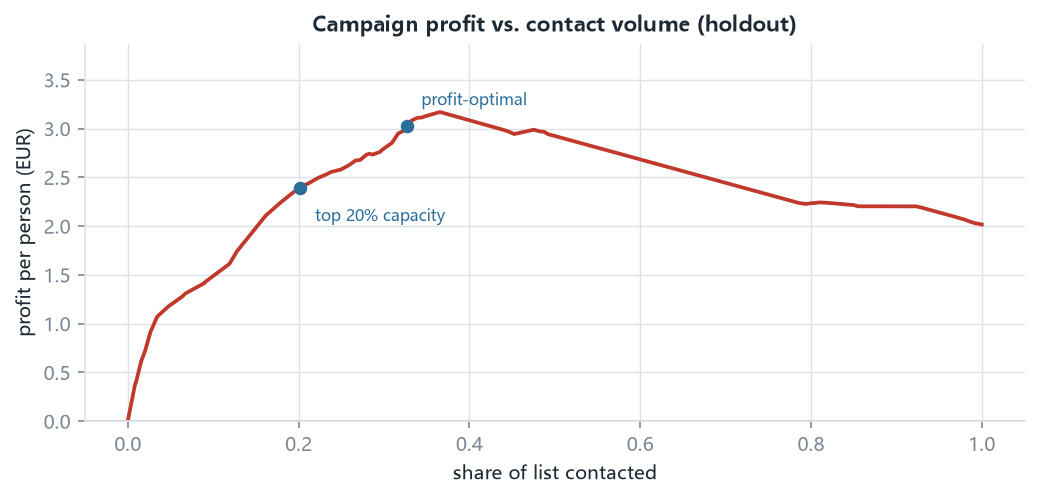 Campaign profit vs. contact volume (holdout)
profit per person (EUR)
3.5
3.0
2.5
2.0
1.5
1.0
0.5
0.0
profit-optimal
top 20% capacity
0.0 0.2 0.4 0.6 0.8 1.0
share of list contacted